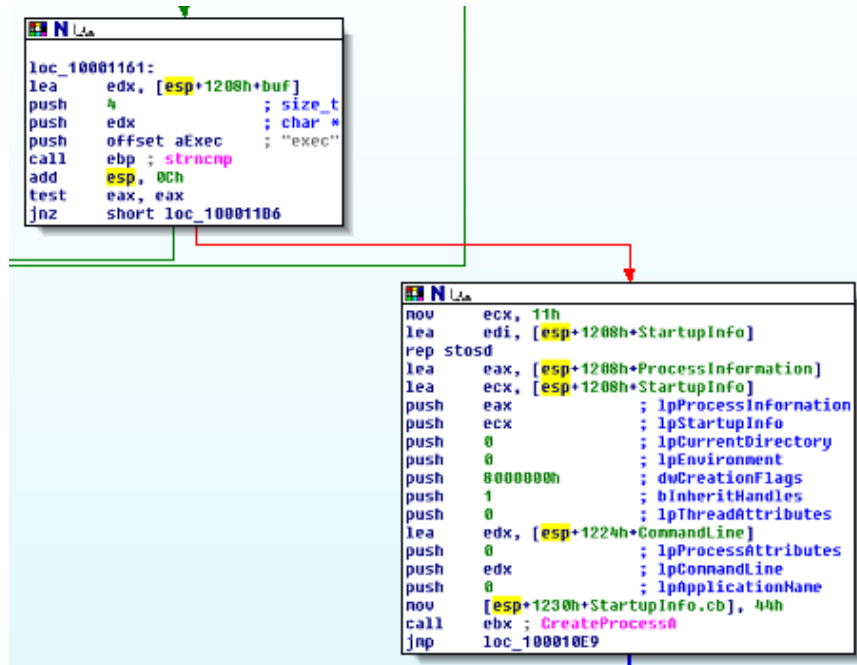 N
loc_10001161:
lea edx, [esp+1208h+buf]
push 4 ; size_t
push edx ; char *
push offset aExec ; "exec"
call ebp ; strncmp
add esp, 0Ch
test eax, eax
jnz short loc_100011B6
N
mov ecx, 11h
lea edi, [esp+1208h+StartupInfo]
rep stosd
lea eax, [esp+1208h+ProcessInformation]
lea ecx, [esp+1208h+StartupInfo]
push eax ; lpProcessInformation
push ecx ; lpStartupInfo
push 0 ; lpCurrentDirectory
push 0 ; lpEnvironment
push 8000000h ; dwCreationFlags
push 1 ; bInheritHandles
push 0 ; lpThreadAttributes
lea edx, [esp+1224h+CommandLine]
push 0 ; lpProcessAttributes
push edx ; lpCommandLine
push 0 ; lpApplicationName
mov [esp+1230h+StartupInfo.cb], 44h
call ebx ; CreateProcessA
jmp loc_100010E9